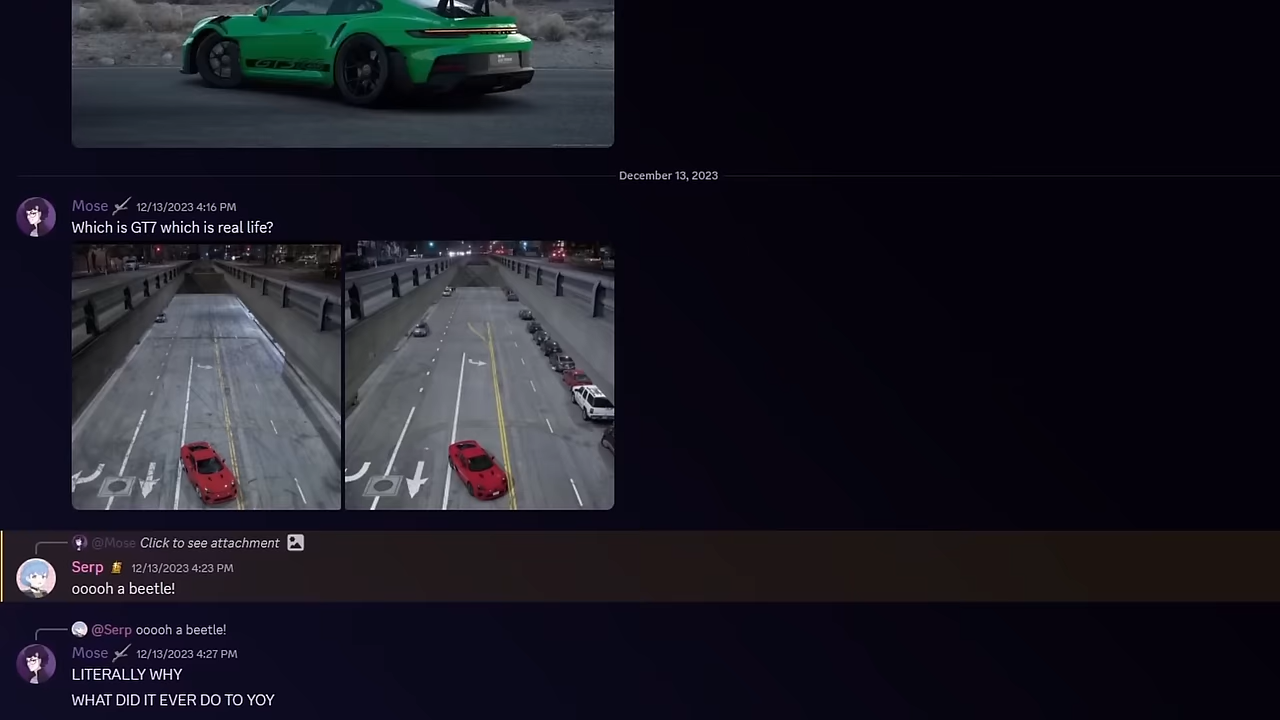 GT3
December 13, 2023
Mose 12/13/2023 4:16 PM
Which is GT7 which is real life?
@Mose Click to see attachment
Serp 12/13/2023 4:23 PM
ooooh a beetle!
@Serp ooooh a beetle!
Mose 12/13/2023 4:27 PM
LITERALLY WHY
WHAT DID IT EVER DO TO YOY